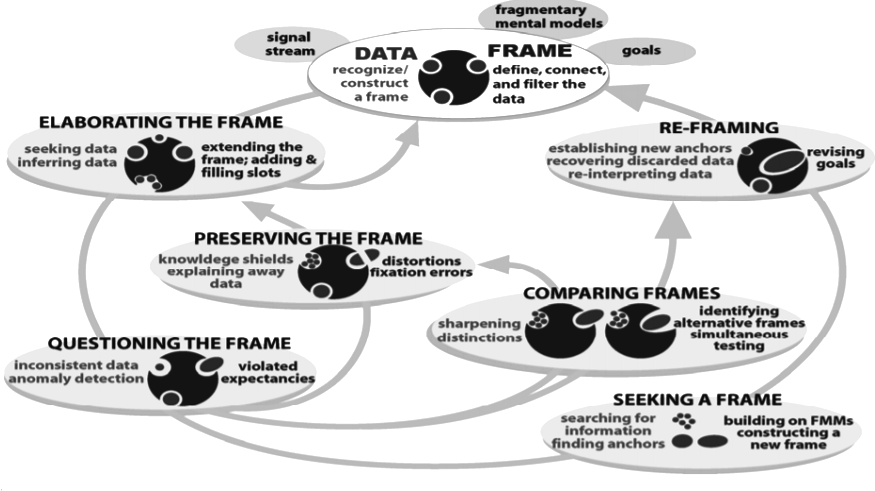 fragmentary
mental models
signal
stream
goals
DATA
FRAME
recognize/
construct
a frame
define, connect,
and filter the
data
ELABORATING THE FRAME
seeking data
inferring data
extending the
frame; adding &
filling slots
RE-FRAMING
establishing new anchors
recovering discarded data
re-interpreting data
revising
goals
PRESERVING THE FRAME
knowldege shields
explaining away
data
distortions
fixation errors
COMPARING FRAMES
sharpening
distinctions
identifying
alternative frames
simultaneous
testing
QUESTIONING THE FRAME
inconsistent data
anomaly detection
violated
expectancies
SEEKING A FRAME
searching for
information
finding anchors
building on FMMs
constructing a
new frame